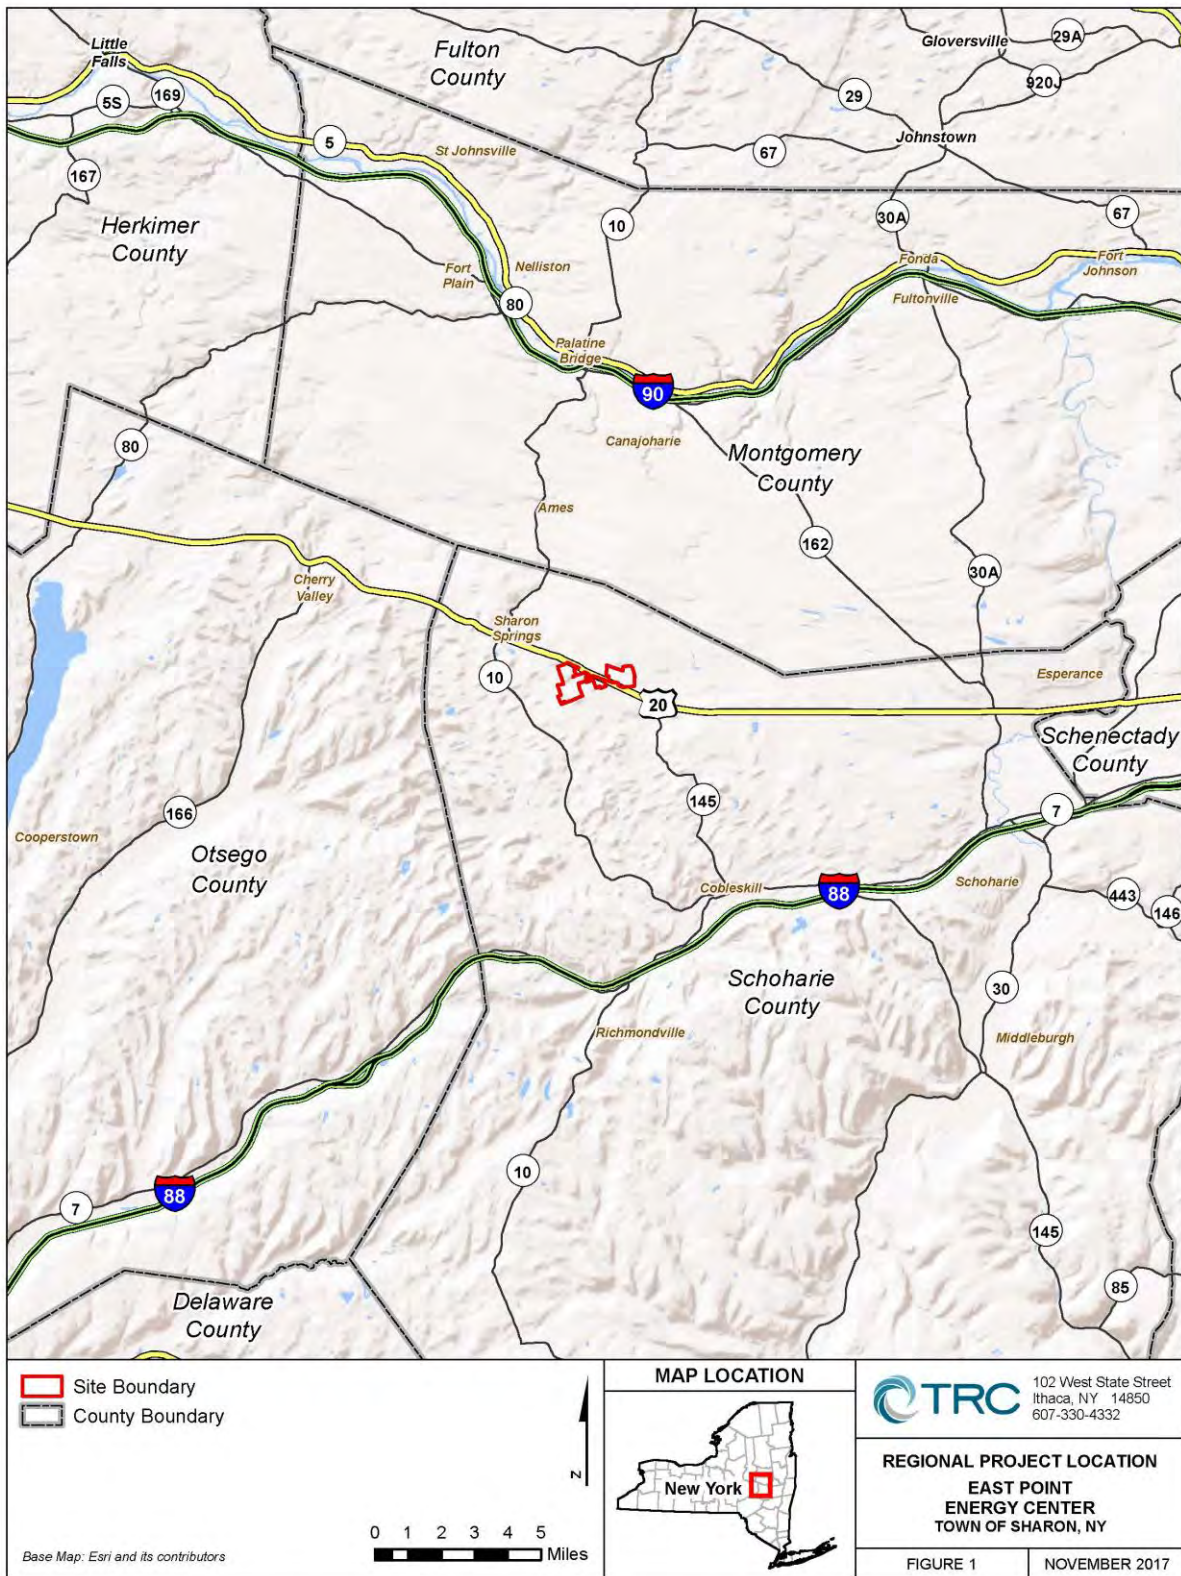 Little
Falls
Fulton
County
Gloversville
29A
920J
5S
169
29
5
Johnstown
St Johnsville
67
167
Herkimer
County
10
30A
67
Fort
Plain
Nelliston
Fonda
Fort
Johnson
80
Fultonville
Palatine
Bridge
90
80
Canajoharie
Montgomery
County
Ames
162
30A
Cherry
Valley
Sharon
Springs
10
Esperance
20
Schenectady
County
145
7
166
Cooperstown
Otsego
County
Cobleskill
88
Schoharie
443
146
Schoharie
County
30
Richmondville
Middleburgh
10
88
7
145
85
Delaware
County
Site Boundary
County Boundary
N
0 1 2 3 4 5
Miles
Base Map: Esri and its contributors
MAP LOCATION
New York
TRC
102 West State Street
Ithaca, NY 14850
607-330-4332
REGIONAL PROJECT LOCATION
EAST POINT
ENERGY CENTER
TOWN OF SHARON, NY
FIGURE 1
NOVEMBER 2017